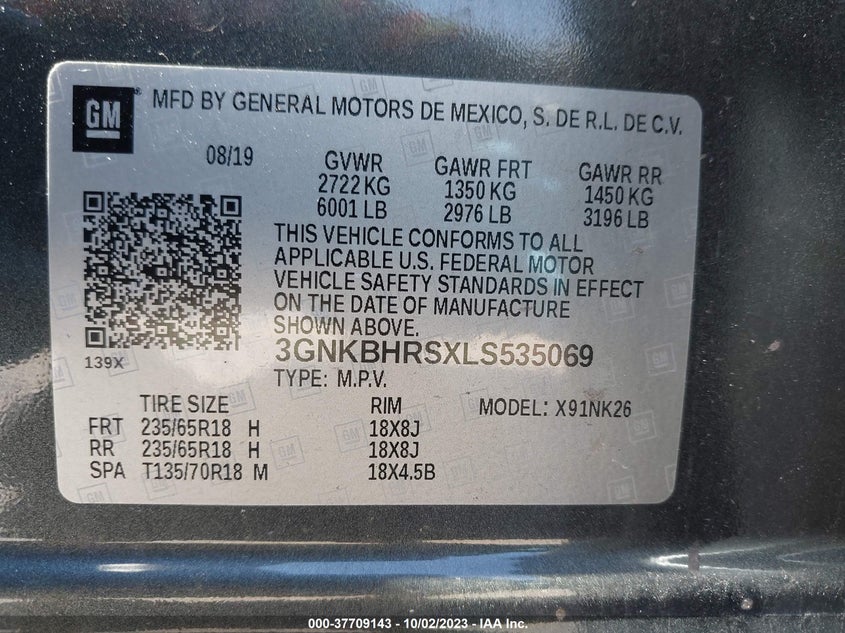 GM MFD BY GENERAL MOTORS DE MEXICO, S. DE R.L. DE C.V.
08/19 GVWR GAWR FRT GAWR RR
2722 KG 1350 KG 1450 KG
6001 LB 2976 LB 3196 LB
THIS VEHICLE CONFORMS TO ALL
APPLICABLE U.S. FEDERAL MOTOR
VEHICLE SAFETY STANDARDS IN EFFECT
ON THE DATE OF MANUFACTURE
SHOWN ABOVE.
139X 3GNKBHRSXLS535069
TYPE: M.P.V.
TIRE SIZE RIM MODEL: X91NK26
FRT 235/65R18 H 18X8J
RR 235/65R18 H 18X8J
SPA T135/70R18 M 18X4.5B
000-37709143 - 10/02/2023 - IAA Inc.